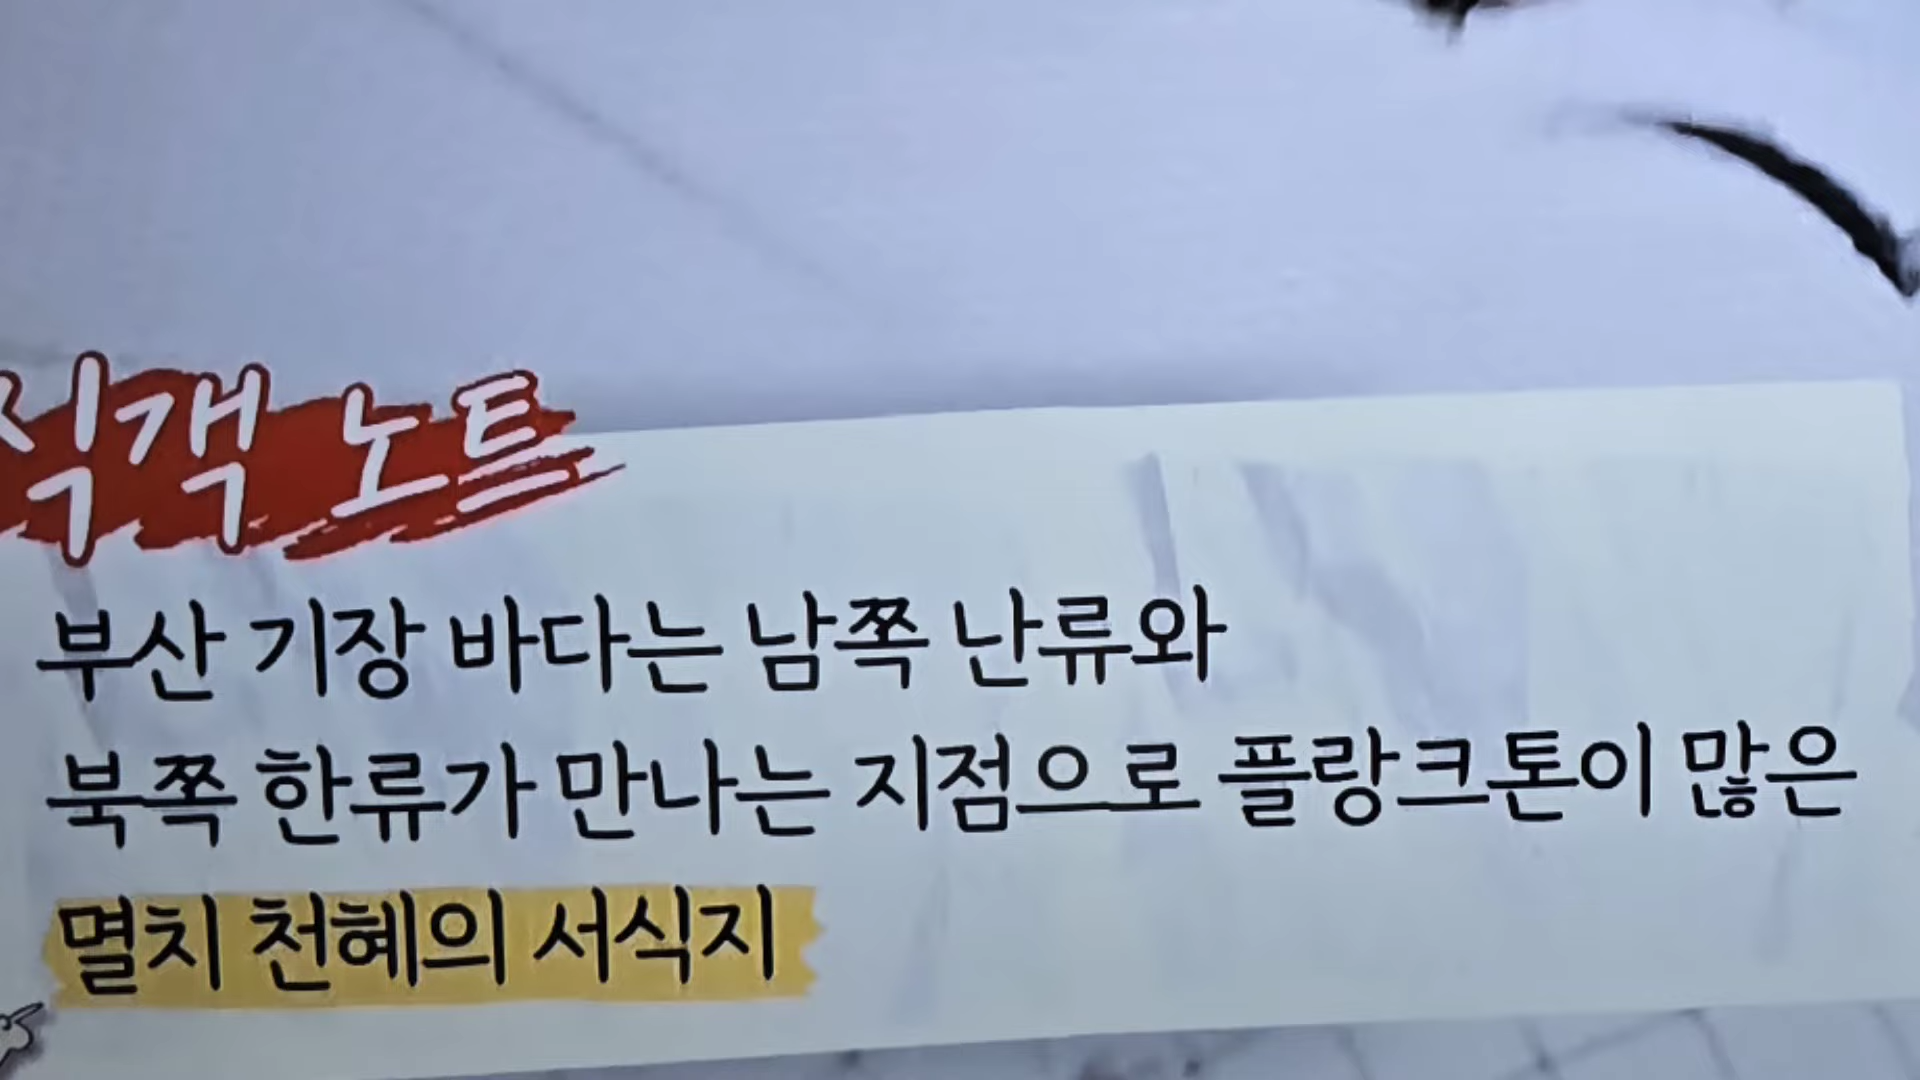 식객 노트
부산 기장 바다는 남쪽 난류와
북쪽 한류가 만나는 지점으로 플랑크톤이 많은
멸치 천혜의 서식지